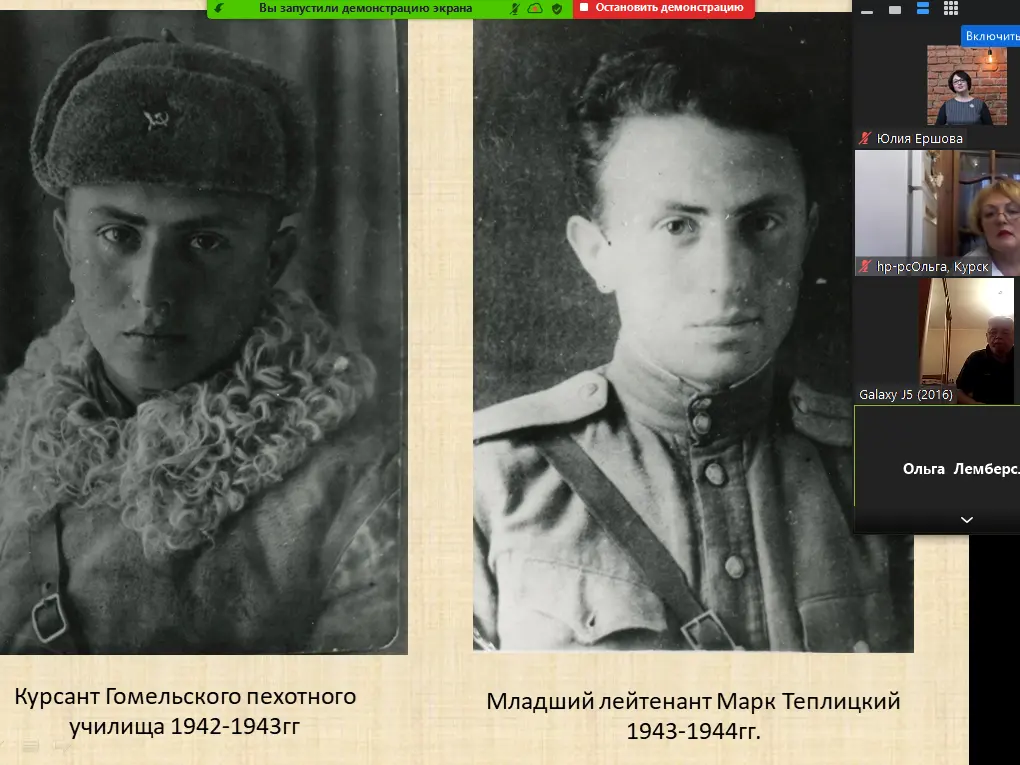 Вы запустили демонстрацию экрана
Остановить демонстрацию
Включить
Юлия Ершова
hp-pcОльга, Курск
Galaxy J5 (2016)
Ольга Лемберс.
Курсант Гомельского пехотного
училища 1942-1943гг
Младший лейтенант Марк Теплицкий
1943-1944гг.